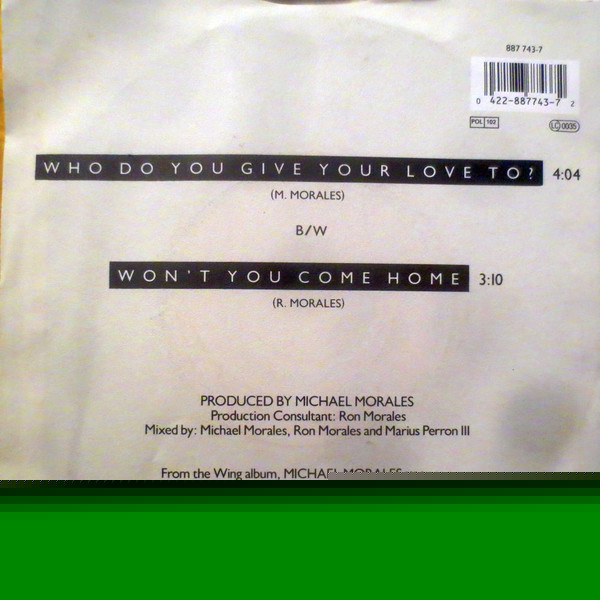 887 743-7
0 422-887743-7 2
POL 102
LC 0035
WHO DO YOU GIVE YOUR LOVE TO? 4:04
(M. MORALES)
B/W
WON'T YOU COME HOME 3:10
(R. MORALES)
PRODUCED BY MICHAEL MORALES
Production Consultant: Ron Morales
Mixed by: Michael Morales, Ron Morales and Marius Perron III
From the Wing album, MICHAEL MORALES